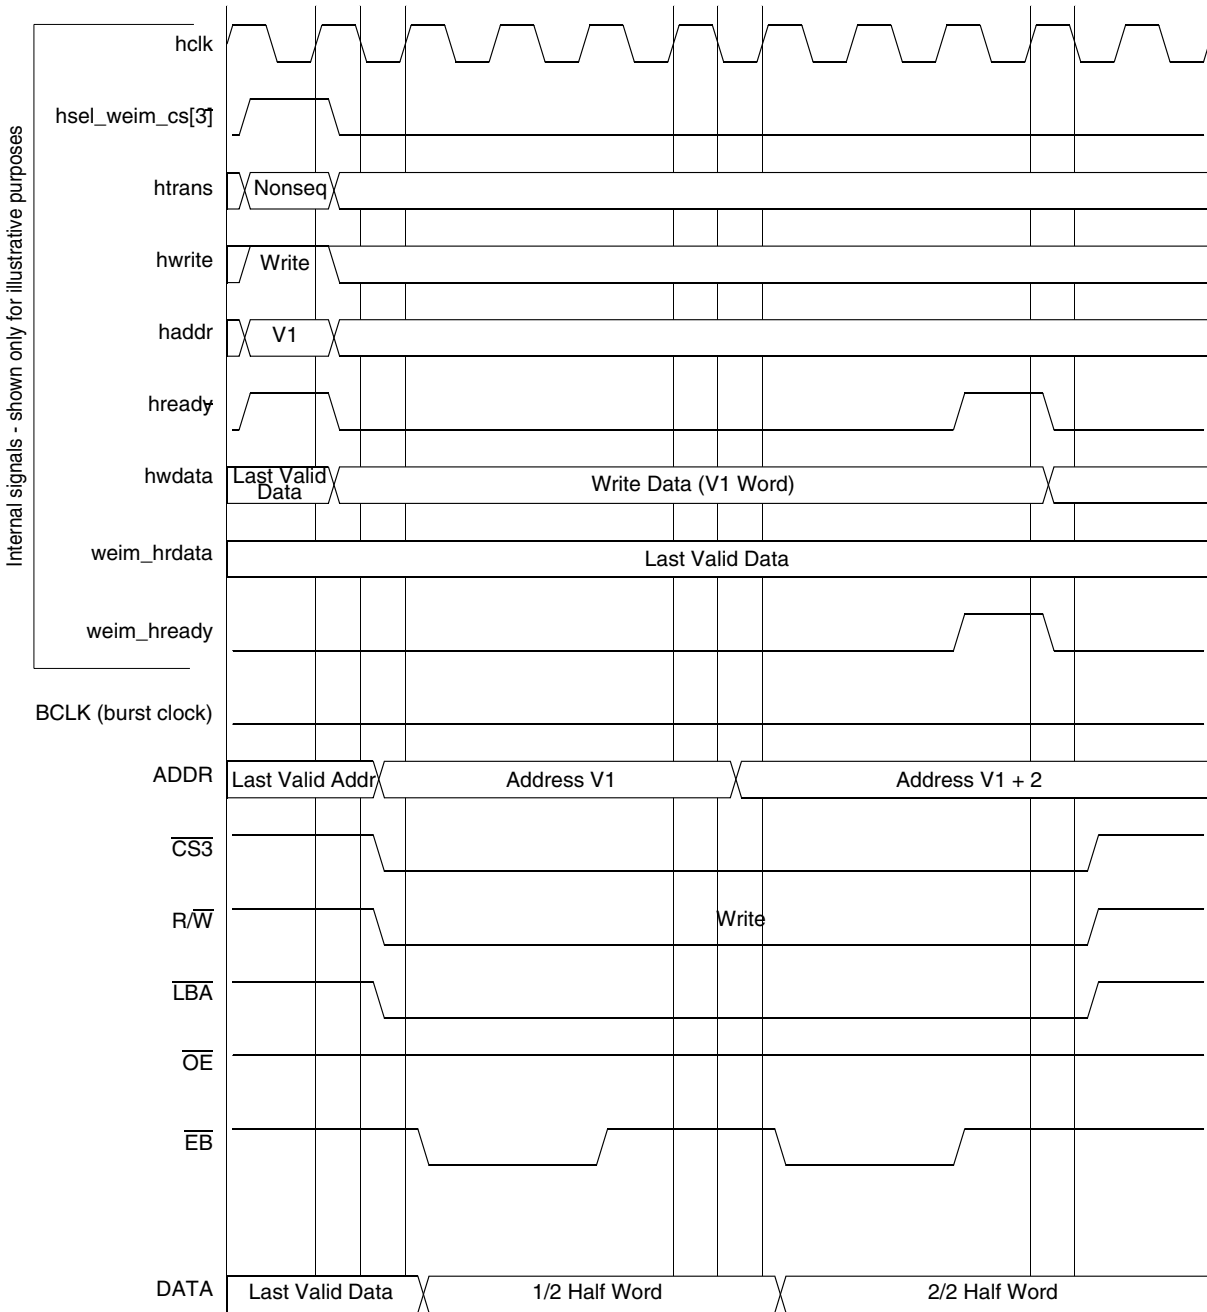 Internal signals - shown only for illustrative purposes
hclk
hsel_weim_cs[3]
htrans
Nonseq
hwrite
Write
haddr
V1
hready
hwdata
Last Valid
Data
Write Data (V1 Word)
weim_hrdata
Last Valid Data
weim_hready
BCLK (burst clock)
ADDR
Last Valid Addr
Address V1
Address V1 + 2
CS3
R/W
Write
LBA
OE
EB
DATA
Last Valid Data
1/2 Half Word
2/2 Half Word